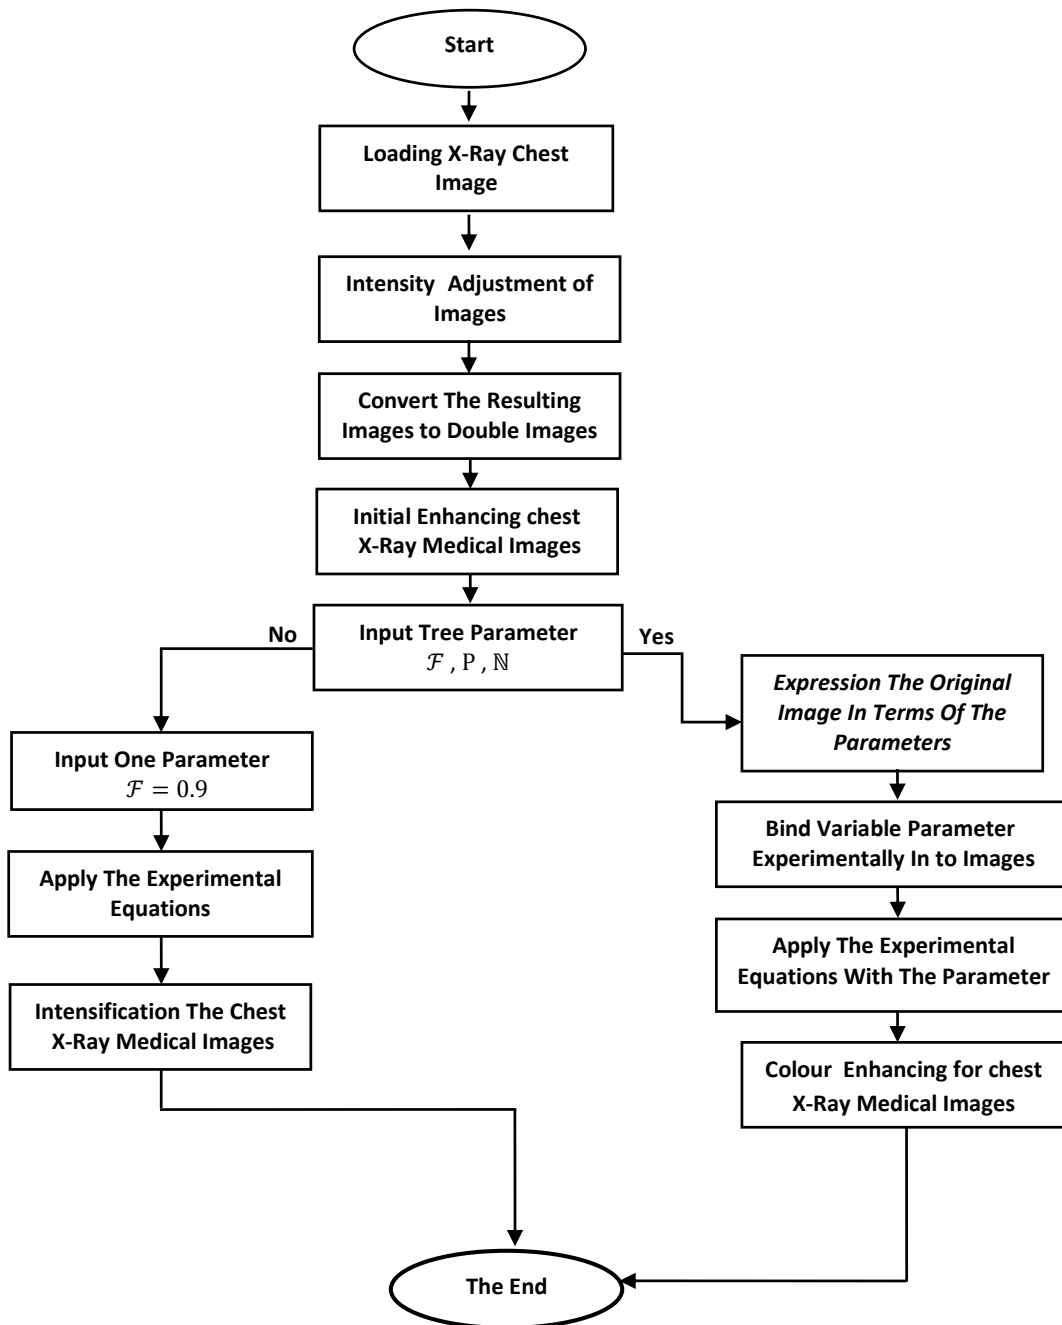 Start
Loading X-Ray Chest
Image
Intensity Adjustment of
Images
Convert The Resulting
Images to Double Images
Initial Enhancing chest
X-Ray Medical Images
Input Tree Parameter
ℱ , P , ℕ
No
Yes
Input One Parameter
ℱ = 0.9
Apply The Experimental
Equations
Intensification The Chest
X-Ray Medical Images
Expression The Original
Image In Terms Of The
Parameters
Bind Variable Parameter
Experimentally In to Images
Apply The Experimental
Equations With The Parameter
Colour Enhancing for chest
X-Ray Medical Images
The End